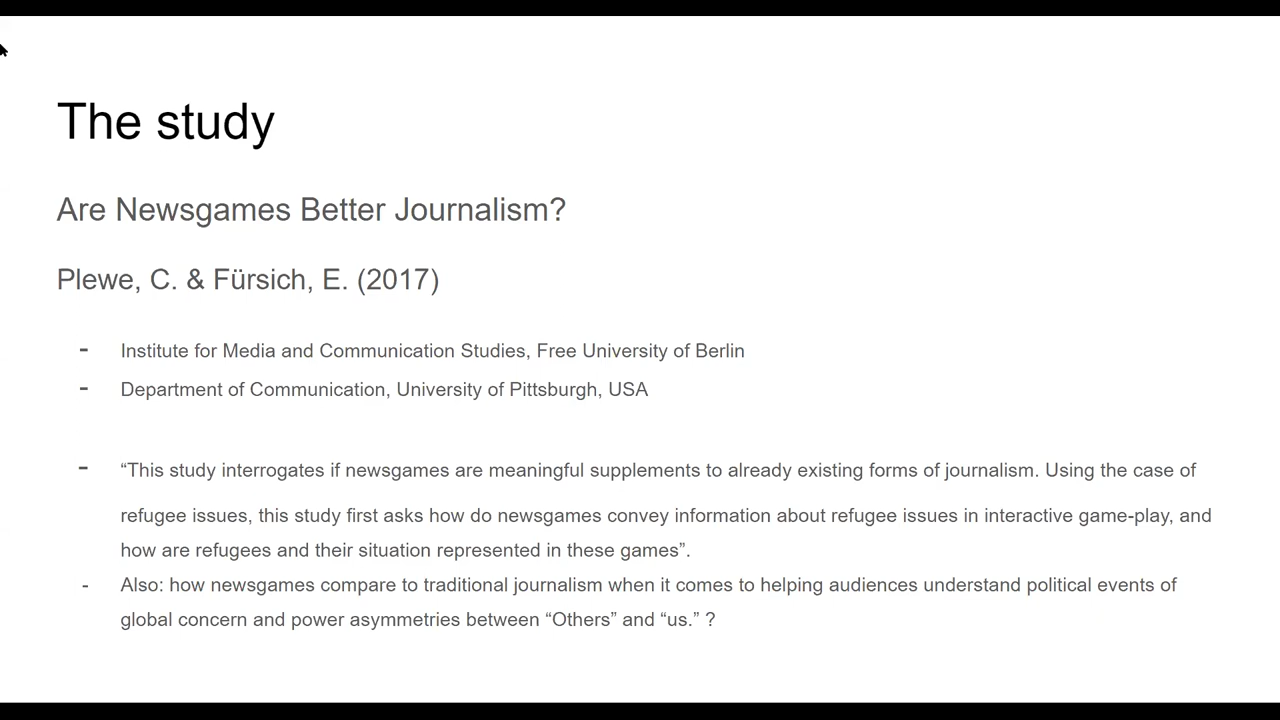 The study
Are Newsgames Better Journalism?
Plewe, C. & Fürsich, E. (2017)
- Institute for Media and Communication Studies, Free University of Berlin
- Department of Communication, University of Pittsburgh, USA
- “This study interrogates if newsgames are meaningful supplements to already existing forms of journalism. Using the case of
refugee issues, this study first asks how do newsgames convey information about refugee issues in interactive game-play, and
how are refugees and their situation represented in these games”.
- Also: how newsgames compare to traditional journalism when it comes to helping audiences understand political events of
global concern and power asymmetries between “Others” and “us.” ?